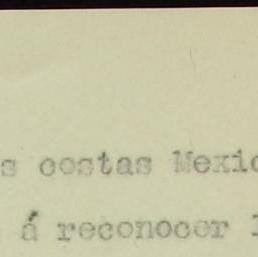 s costas Mexic
á reconocer l